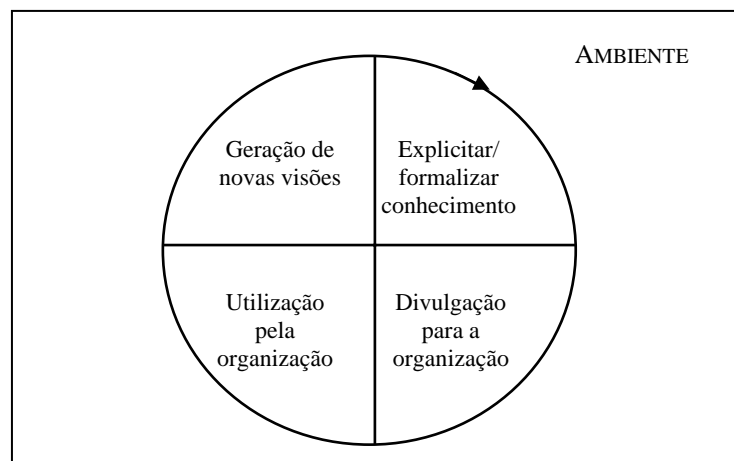 AMBIENTE
Geração de
novas visões
Explicitar/
formalizar
conhecimento
Utilização
pela
organização
Divulgação
para a
organização